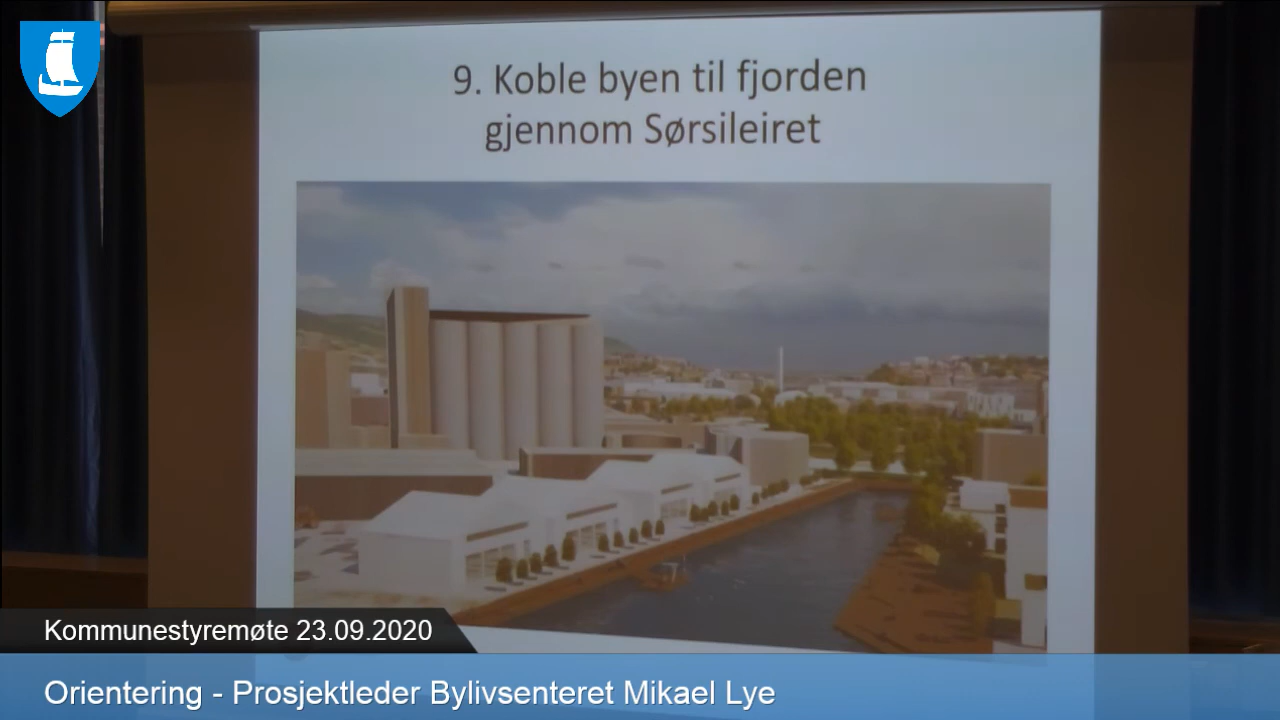 9. Koble byen til fjorden
gjennom Sørsileiret
Kommunestyremøte 23.09.2020
Orientering - Prosjektleder Bylivsenteret Mikael Lye